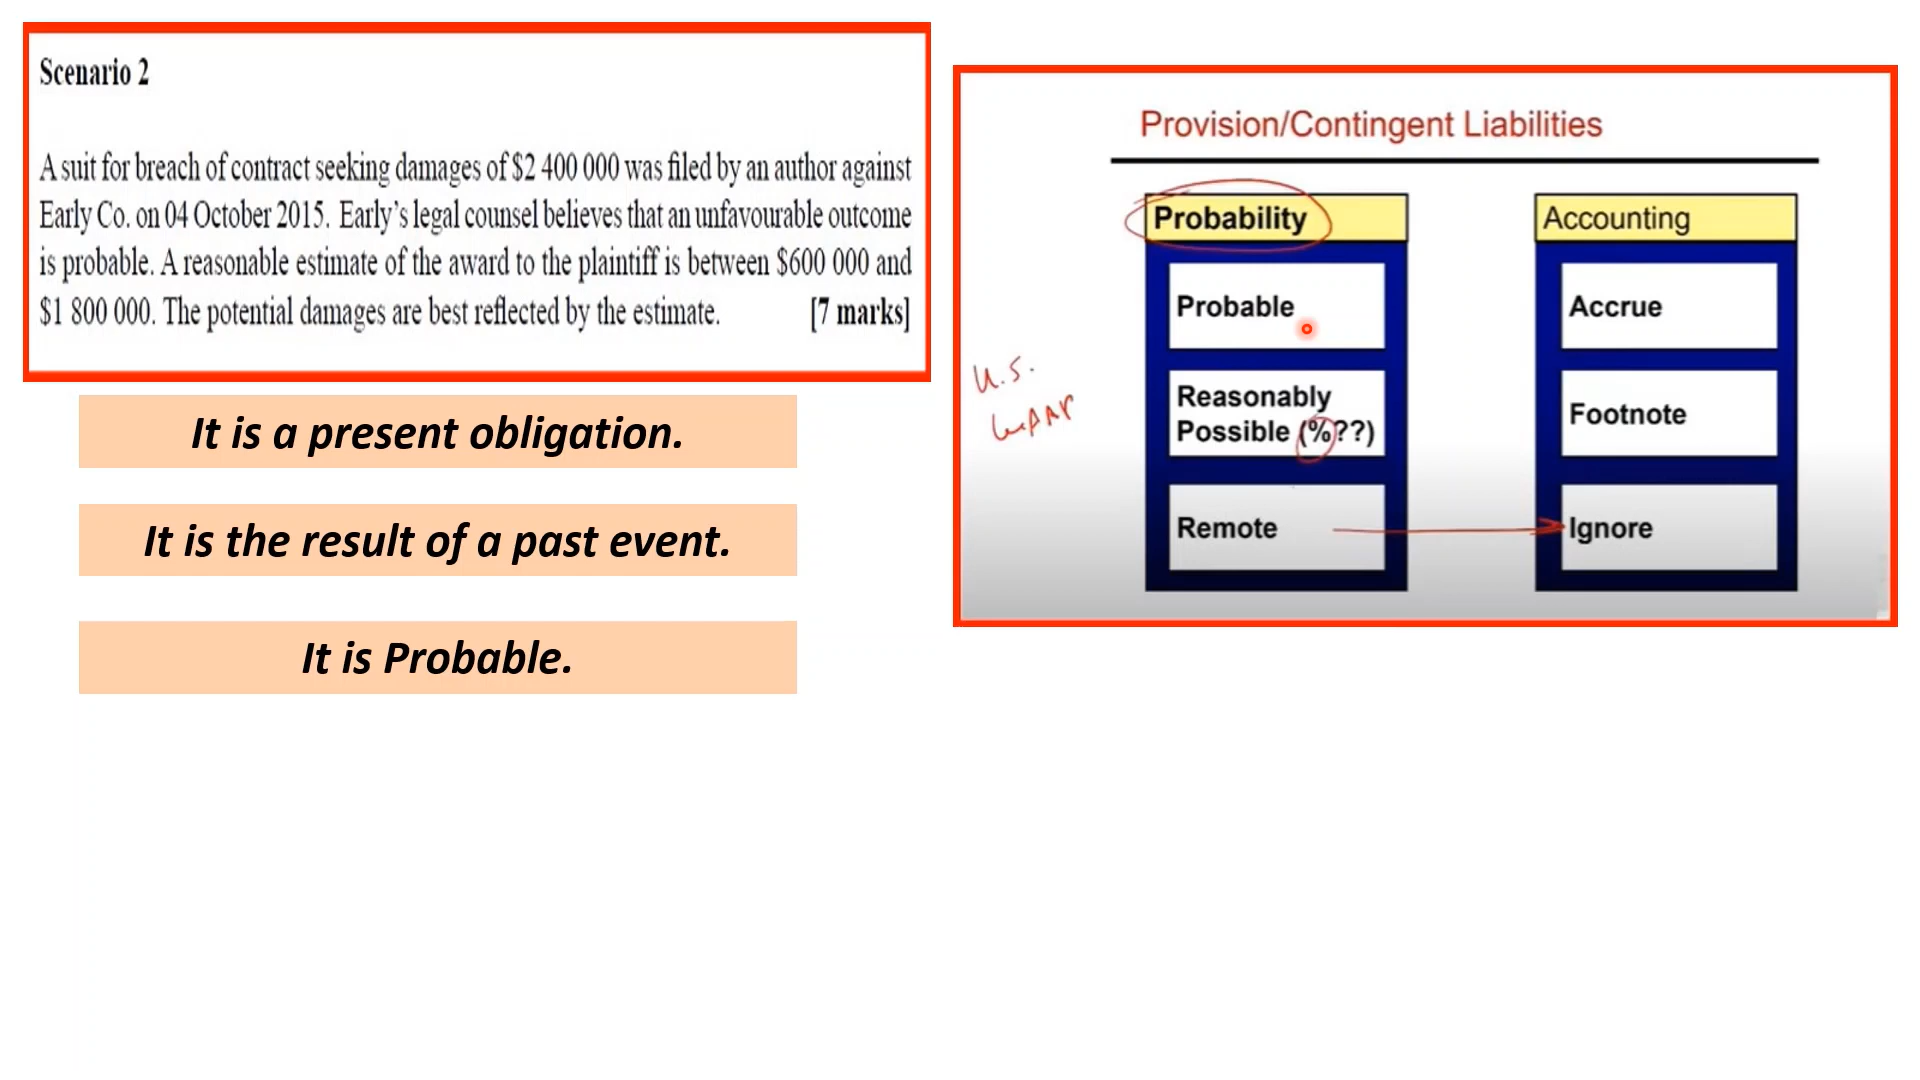 Scenario 2
A suit for breach of contract seeking damages of $2 400 000 was filed by an author against
Early Co. on 04 October 2015. Early's legal counsel believes that an unfavourable outcome
is probable. A reasonable estimate of the award to the plaintiff is between $600 000 and
$1 800 000. The potential damages are best reflected by the estimate. [7 marks]
It is a present obligation.
It is the result of a past event.
It is Probable.
Provision/Contingent Liabilities
Probability
Accounting
Probable
Accrue
Reasonably
Possible (%??)
Footnote
Remote
Ignore
U.S.
GAAP